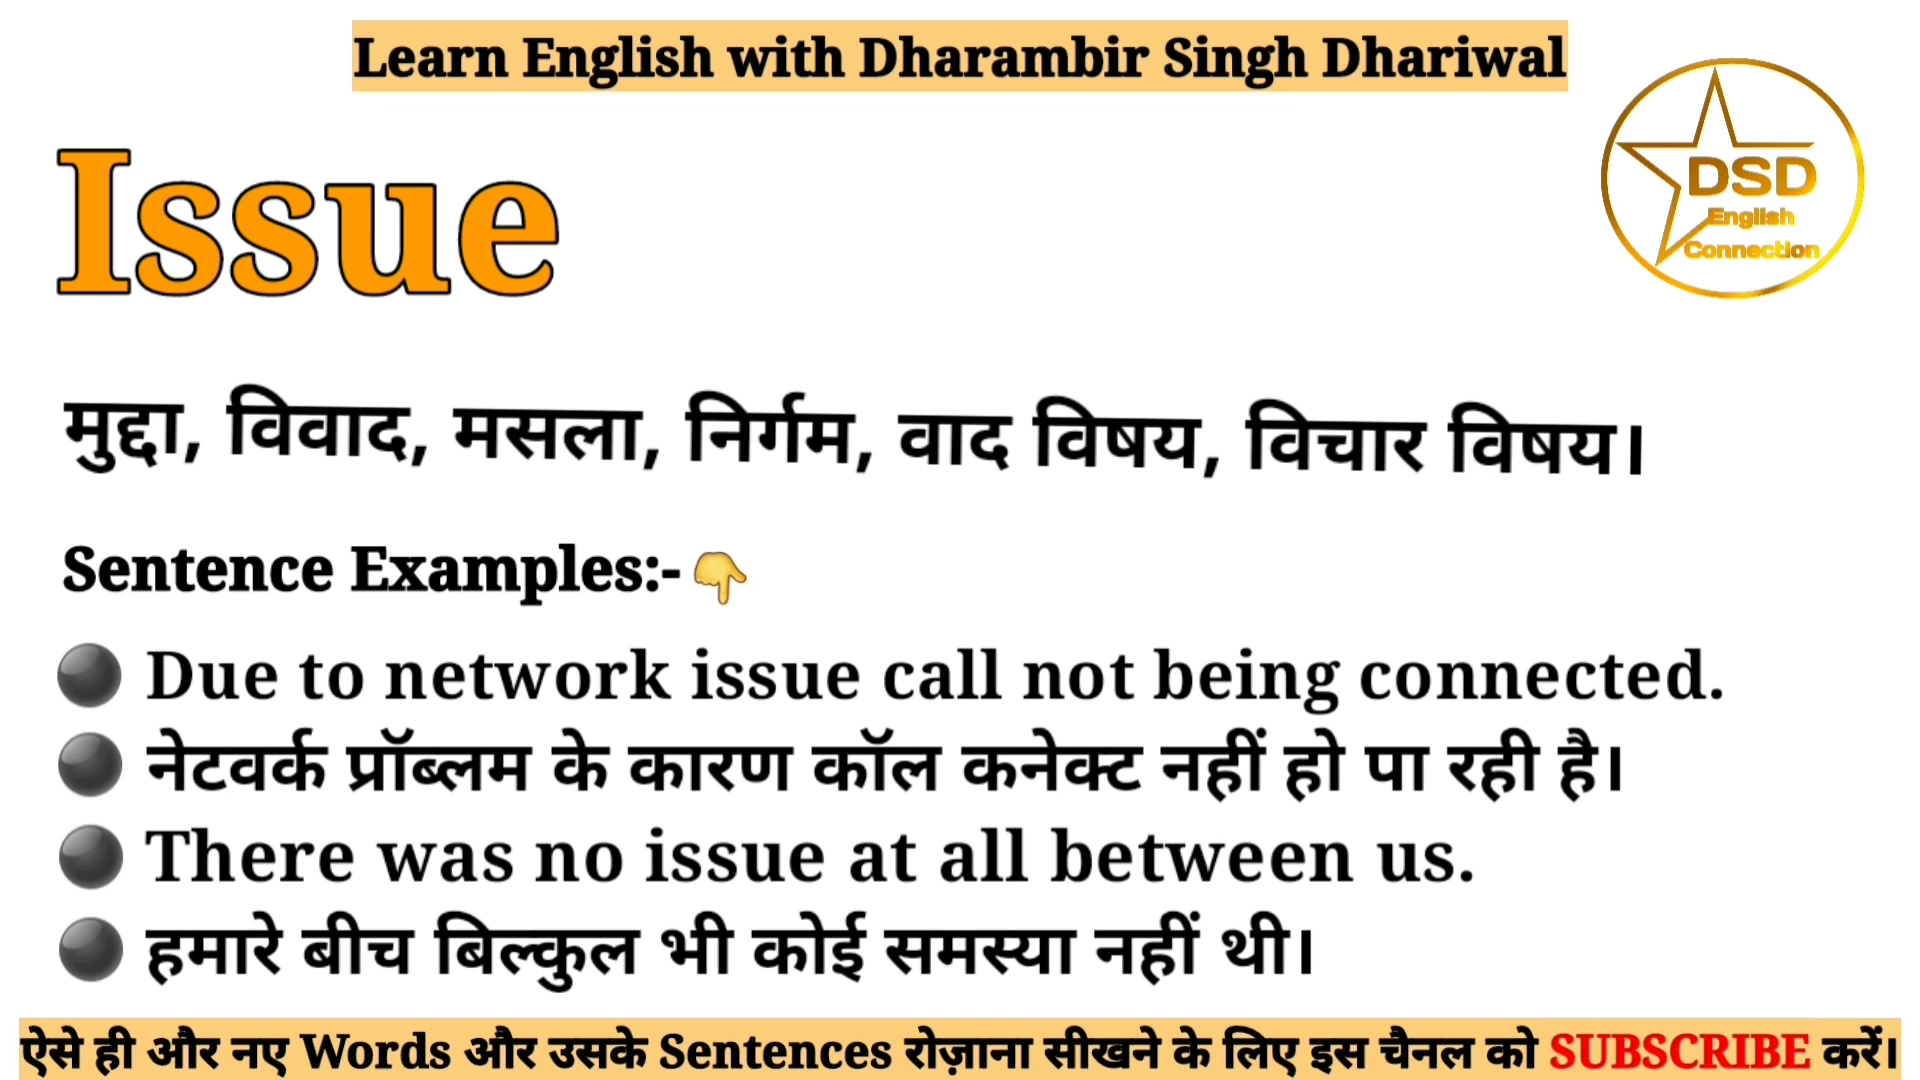 Learn English with Dharambir Singh Dhariwal
DSD
English
Connection
Issue
मुद्दा, विवाद, मसला, निर्गम, वाद विषय, विचार विषय।
Sentence Examples:- 👇
⚫ Due to network issue call not being connected.
⚫ नेटवर्क प्रॉब्लम के कारण कॉल कनेक्ट नहीं हो पा रही है।
⚫ There was no issue at all between us.
⚫ हमारे बीच बिल्कुल भी कोई समस्या नहीं थी।
ऐसे ही और नए Words और उसके Sentences रोज़ाना सीखने के लिए इस चैनल को SUBSCRIBE करें।